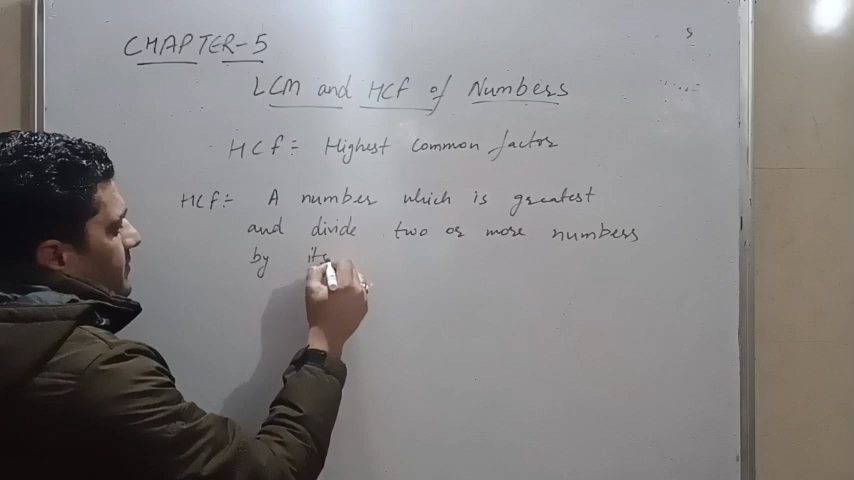 CHAPTER-5
LCM and HCF of Numbers
HCF:- Highest Common factor
HCF:- A number which is greatest
and divide two or more numbers
by its